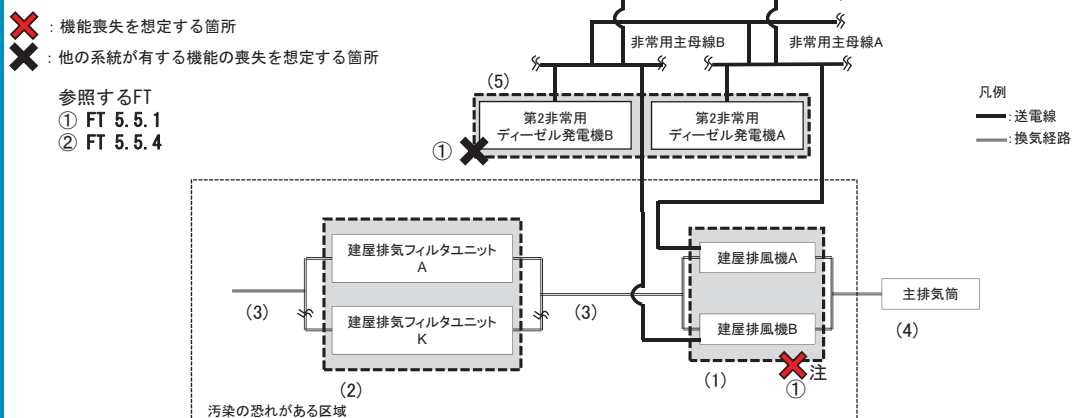 ：機能喪失を想定する箇所
：他の系統が有する機能の喪失を想定する箇所
参照するFT
① FT 5.5.1
② FT 5.5.4
非常用主母線B
非常用主母線A
(5)
第2非常用
ディーゼル発電機B
第2非常用
ディーゼル発電機A
①
凡例
：送電線
：換気経路
建屋排気フィルタユニット
A
建屋排気フィルタユニット
K
(3)
(2)
(3)
建屋排風機A
建屋排風機B
(1)
①
注
主排気筒
(4)
汚染の恐れがある区域